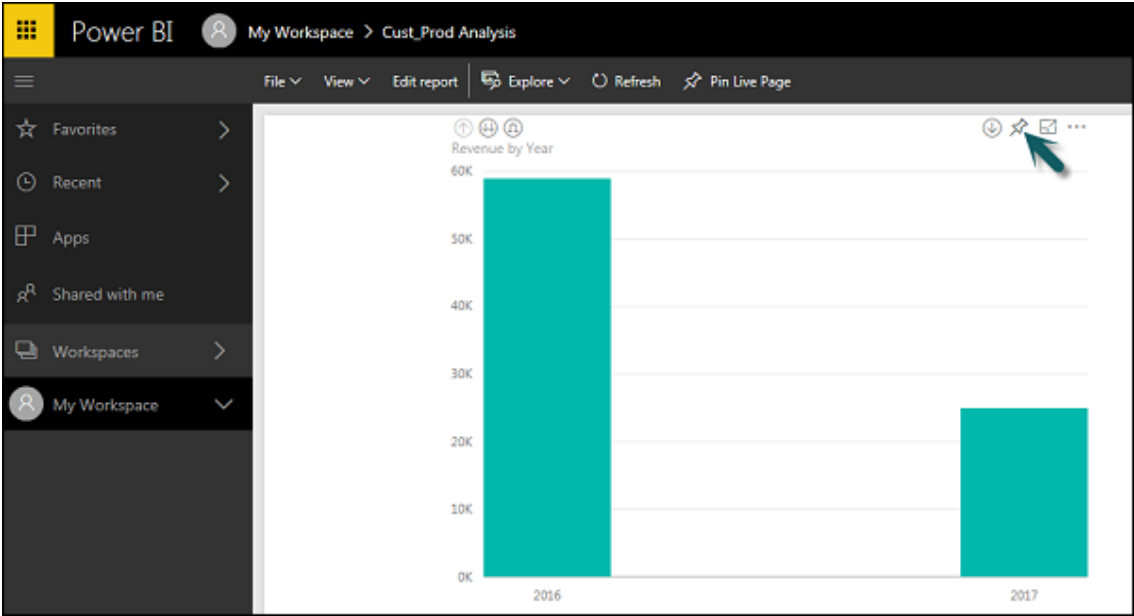 Power BI
My Workspace > Cust_Prod Analysis
File View Edit report Explore Refresh Pin Live Page
Favorites
Recent
Apps
Shared with me
Workspaces
My Workspace
Revenue by Year
60K
50K
40K
30K
20K
10K
0K
2016 2017